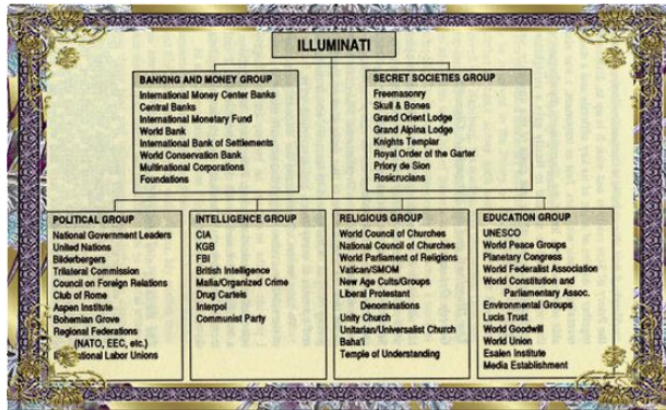 ILLUMINATI
BANKING AND MONEY GROUP
International Money Center Banks
Central Banks
International Monetary Fund
World Bank
International Bank of Settlements
World Conservation Bank
Multinational Corporations
Foundations
SECRET SOCIETIES GROUP
Freemasonry
Skull & Bones
Grand Orient Lodge
Grand Alpina Lodge
Knights Templar
Royal Order of the Garter
Priory de Sion
Rosicrucians
POLITICAL GROUP
National Government Leaders
United Nations
Bilderbergers
Trilateral Commission
Council on Foreign Relations
Club of Rome
Aspen Institute
Bohemian Grove
Regional Federations
(NATO, EEC, etc.)
Labor Unions
INTELLIGENCE GROUP
CIA
KGB
FBI
British Intelligence
Mafia/Organized Crime
Drug Cartels
Interpol
Communist Party
RELIGIOUS GROUP
World Council of Churches
National Council of Churches
World Parliament of Religions
Vatican/SMOM
New Age Cults/Groups
Liberal Protestant
Denominations
Unity Church
Unitarian/Universalist Church
Baha'i
Temple of Understanding
EDUCATION GROUP
UNESCO
World Peace Groups
Planetary Congress
World Federalist Association
World Constitution and
Parliamentary Assoc.
Environmental Groups
Lucis Trust
World Goodwill
World Union
Esalen Institute
Media Establishment